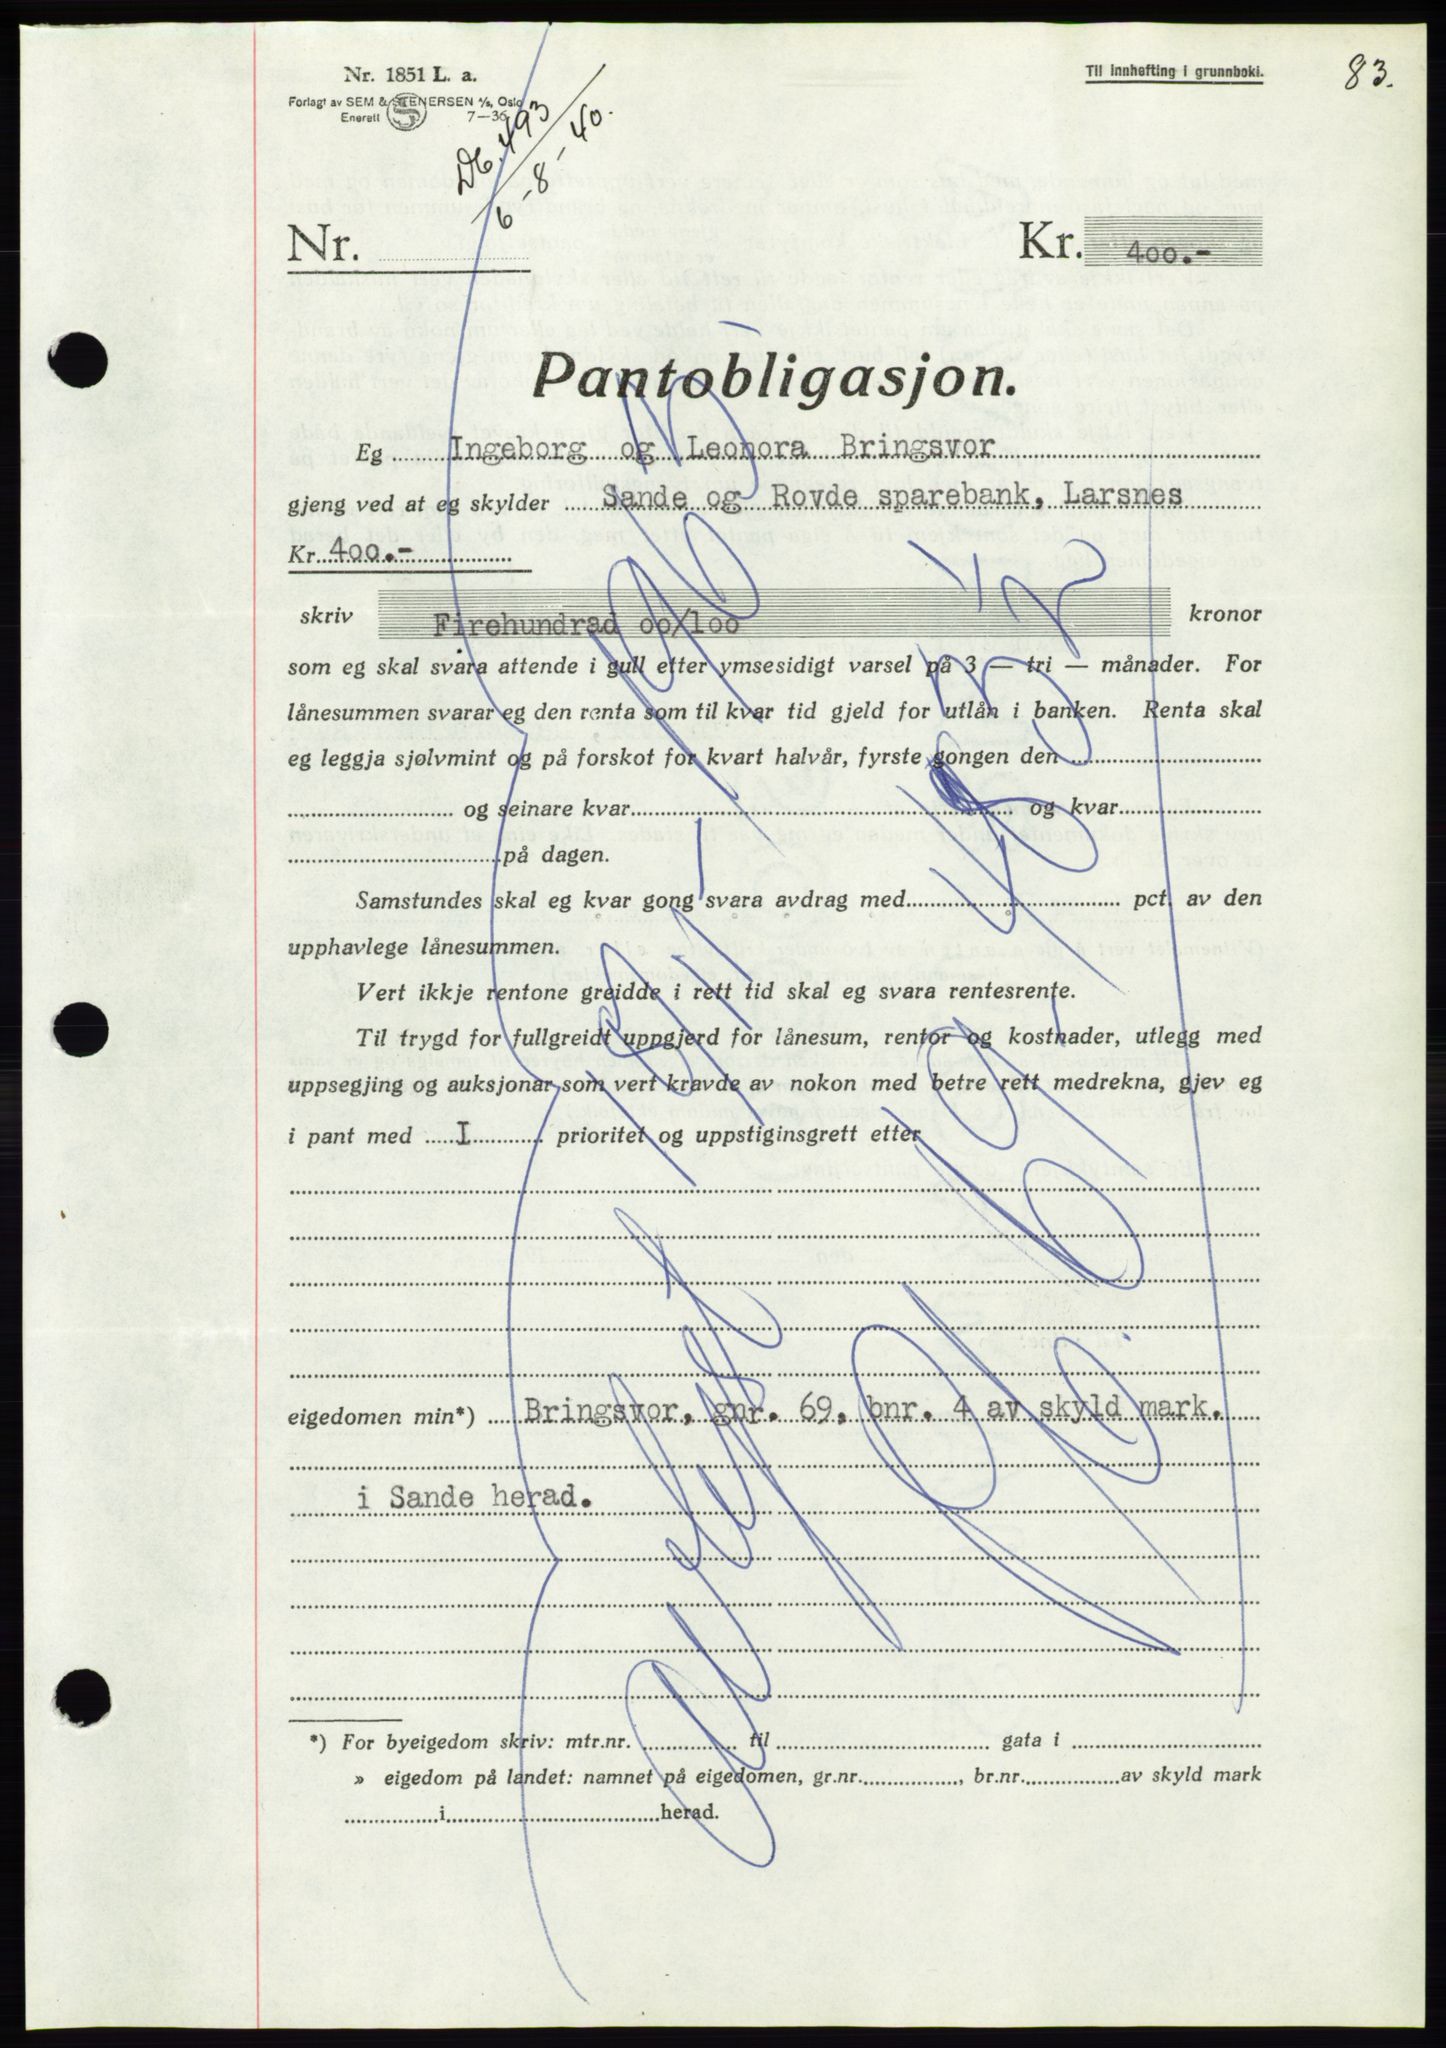 Nr. 1851 L. a.
Til innhefting i grunnboki.
83.
Forlagt av SEM & STENERSEN A/s, Oslo
Enerett 7—36
Db. 493
6-8-40.
Nr.
Kr. 400.-
Pantobligasjon.
Eg Ingeborg og Leonora Bringsvor
gjeng ved at eg skylder Sande og Rovde sparebank, Larsnes
Kr. 400.-
skriv Firehundrad oo/loo kronor
som eg skal svara attende i gull etter ymsesidigt varsel på 3 — tri — månader. For
lånesummen svarar eg den renta som til kvar tid gjeld for utlån i banken. Renta skal
eg leggja sjølvmint og på forskot for kvart halvår, fyrste gongen den
og seinare kvar og kvar
på dagen.
Samstundes skal eg kvar gong svara avdrag med pct. av den
upphavlege lånesummen.
Vert ikkje rentone greidde i rett tid skal eg svara rentesrente.
Til trygd for fullgreidt uppgjerd for lånesum, rentor og kostnader, utlegg med
uppsegjing og auksjonar som vert kravde av nokon med betre rett medrekna, gjev eg
i pant med I prioritet og uppstiginsgrett etter
eigedomen min*) Bringsvor, gnr. 69, bnr. 4 av skyld mark.
i Sande herad.
*) For byeigedom skriv: mtr.nr. til gata i
» eigedom på landet: namnet på eigedomen, gr.nr. , br.nr. av skyld mark
i herad.